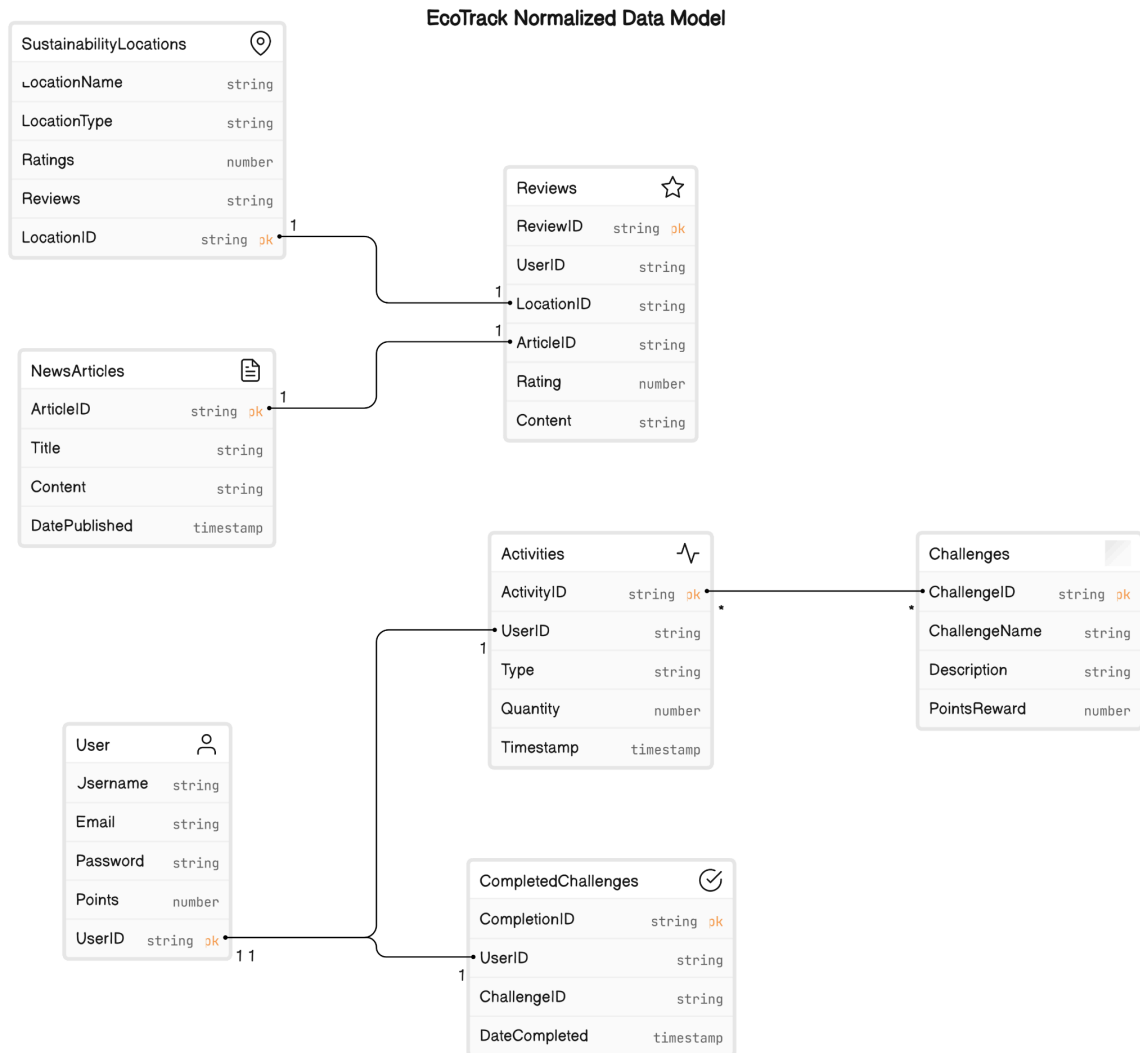 EcoTrack Normalized Data Model
SustainabilityLocations
LocationName string
LocationType string
Ratings number
Reviews string
LocationID string pk
1
Reviews
ReviewID string pk
UserID string
1
LocationID string
1
ArticleID string
Rating number
Content string
NewsArticles
ArticleID string pk
1
Title string
Content string
DatePublished timestamp
Activities
ActivityID string pk
*
UserID string
1
Type string
Quantity number
Timestamp timestamp
Challenges
*
ChallengeID string pk
ChallengeName string
Description string
PointsReward number
User
Username string
Email string
Password string
Points number
UserID string pk
1 1
CompletedChallenges
CompletionID string pk
UserID string
1
ChallengeID string
DateCompleted timestamp